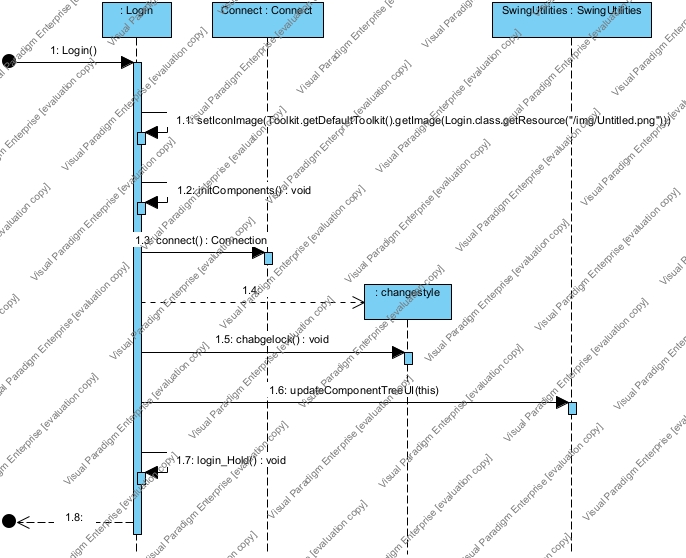 : Login
Connect : Connect
SwingUtilities : SwingUtilities
1: Login()
1.1: setIconImage(Toolkit.getDefaultToolkit().getImage(Login.class.getResource("/img/Untitled.png")))
1.2: initComponents() : void
1.3: connect() : Connection
1.4:
: changestyle
1.5: chabgelock() : void
1.6: updateComponentTreeUI(this)
1.7: login_Hold() : void
1.8:
Visual Paradigm Enterprise [evaluation copy]